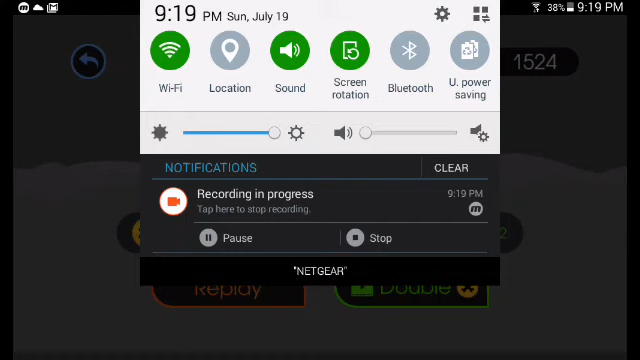 9:19 PM Sun, July 19
38% 9:19 PM
Wi-Fi
Location
Sound
Screen rotation
Bluetooth
U. power saving
1524
NOTIFICATIONS
CLEAR
Recording in progress
9:19 PM
Tap here to stop recording.
Pause
Stop
"NETGEAR"
2
Replay
Double